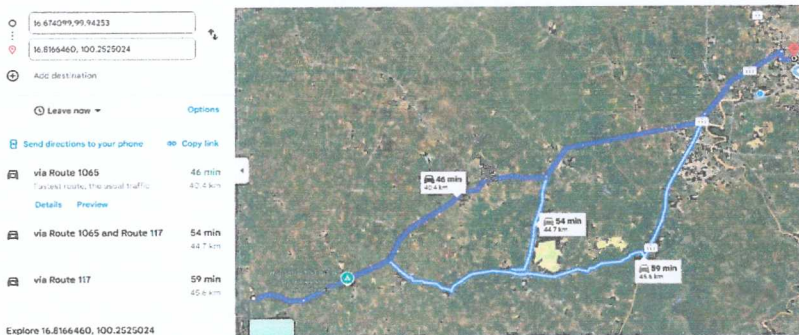 16.674099,99.94253
16.8166460, 100.2525024
Add destination
Leave now
Options
Send directions to your phone
Copy link
via Route 1065
46 min
Fastest route, the usual traffic
40.4 km
Details
Preview
via Route 1065 and Route 117
54 min
44.7 km
via Route 117
59 min
45.6 km
Explore 16.8166460, 100.2525024
46 min
40.4 km
54 min
44.7 km
59 min
45.6 km